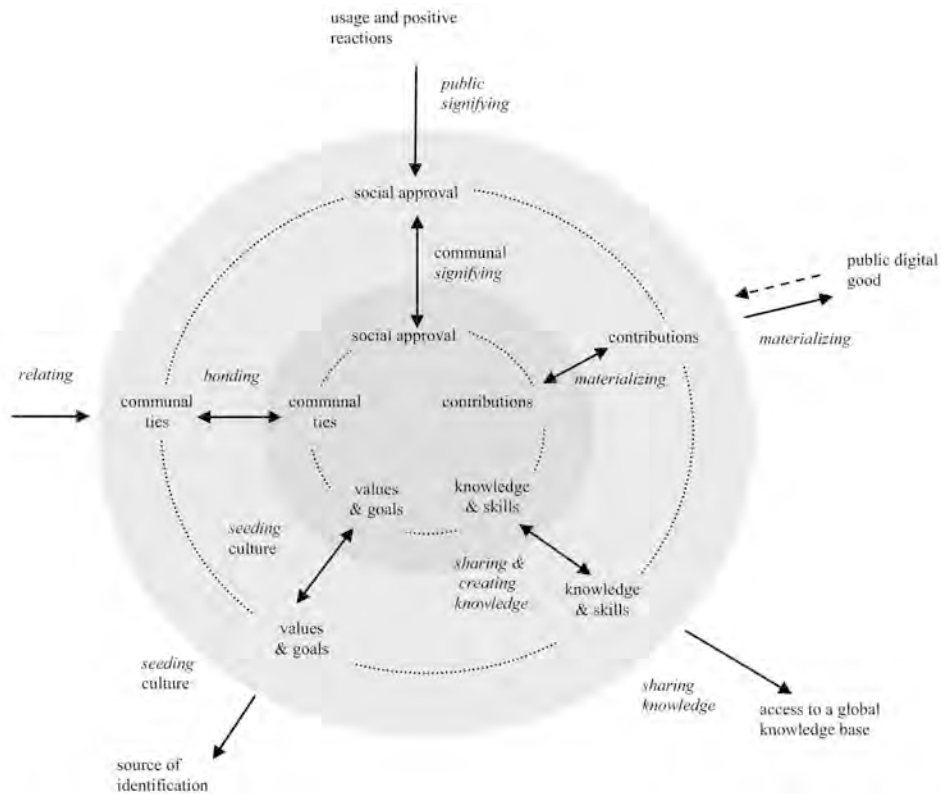 usage and positive
reactions
public
signifying
social approval
communal
signifying
public digital
good
social approval
contributions
materializing
relating
bonding
materializing
communal
ties
communal
ties
contributions
values
& goals
knowledge
& skills
seeding
culture
sharing &
creating
knowledge
knowledge
& skills
values
& goals
seeding
culture
sharing
knowledge
access to a global
knowledge base
source of
identification